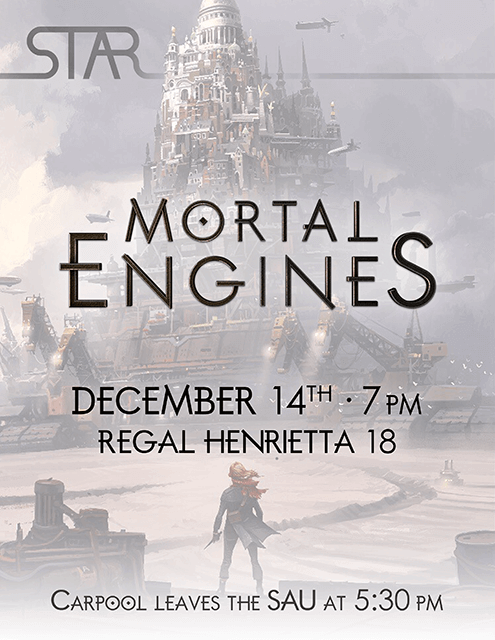 STAR
MORTAL
ENGINES
DECEMBER 14TH · 7 PM
REGAL HENRIETTA 18
CARPOOL LEAVES THE SAU AT 5:30 PM